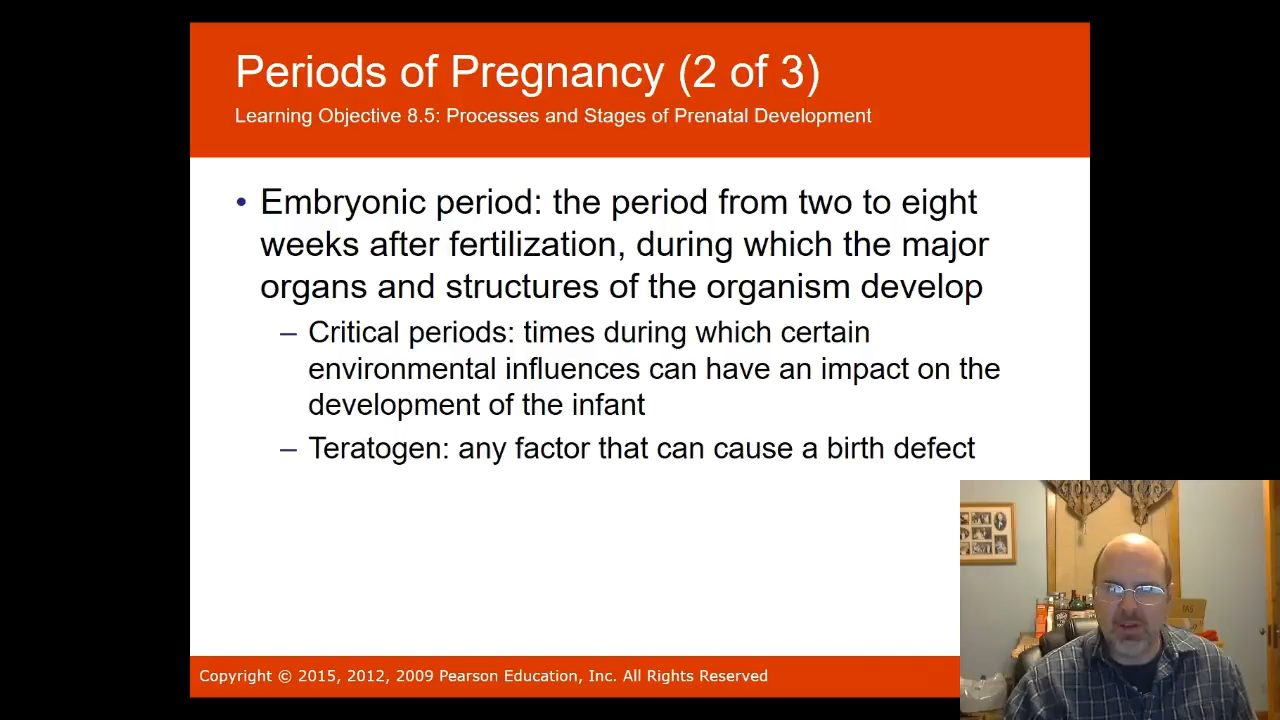 Periods of Pregnancy (2 of 3)
Learning Objective 8.5: Processes and Stages of Prenatal Development
• Embryonic period: the period from two to eight
weeks after fertilization, during which the major
organs and structures of the organism develop
– Critical periods: times during which certain
environmental influences can have an impact on the
development of the infant
– Teratogen: any factor that can cause a birth defect
Copyright © 2015, 2012, 2009 Pearson Education, Inc. All Rights Reserved